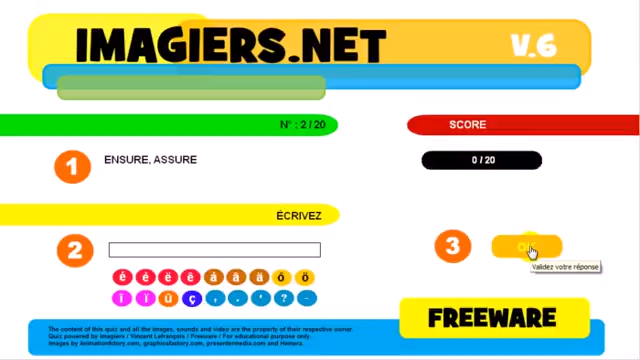 IMAGIERS.NET
V.6
N° : 2 / 20
SCORE
1
ENSURE, ASSURE
0 / 20
ÉCRIVEZ
2
3
OK
Validez votre réponse
FREEWARE
The content of this quiz and all the images, sounds and video are the property of their respective owner.
Quiz powered by Imagiers / Vincent Lefrançois / Freeware / For educational purpose only.
Images by Animationfctory.com, graphicsfactory.com, presentermedia.com and Hemera.